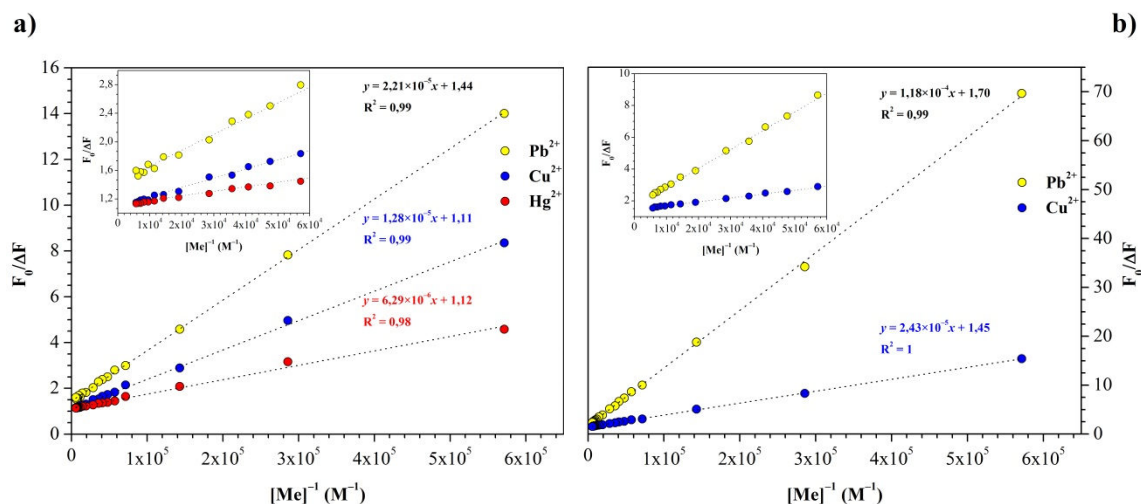 a)
b)
16
14
12
10
8
6
4
2
0
F₀/ΔF
0
1x10⁵
2x10⁵
3x10⁵
4x10⁵
5x10⁵
6x10⁵
[Me]⁻¹ (M⁻¹)
2,8
2,4
2,0
1,6
1,2
F₀/ΔF
0
1x10⁴
2x10⁴
3x10⁴
4x10⁴
5x10⁴
6x10⁴
[Me]⁻¹ (M⁻¹)
y = 2,21×10⁻⁵x + 1,44
R² = 0,99
Pb²⁺
Cu²⁺
Hg²⁺
y = 1,28×10⁻⁵x + 1,11
R² = 0,99
y = 6,29×10⁻⁶x + 1,12
R² = 0,98
10
8
6
4
2
F₀/ΔF
0
1x10⁴
2x10⁴
3x10⁴
4x10⁴
5x10⁴
6x10⁴
[Me]⁻¹ (M⁻¹)
y = 1,18×10⁻⁴x + 1,70
R² = 0,99
Pb²⁺
Cu²⁺
y = 2,43×10⁻⁵x + 1,45
R² = 1
70
60
50
40
30
20
10
0
F₀/ΔF
0
1x10⁵
2x10⁵
3x10⁵
4x10⁵
5x10⁵
6x10⁵
[Me]⁻¹ (M⁻¹)